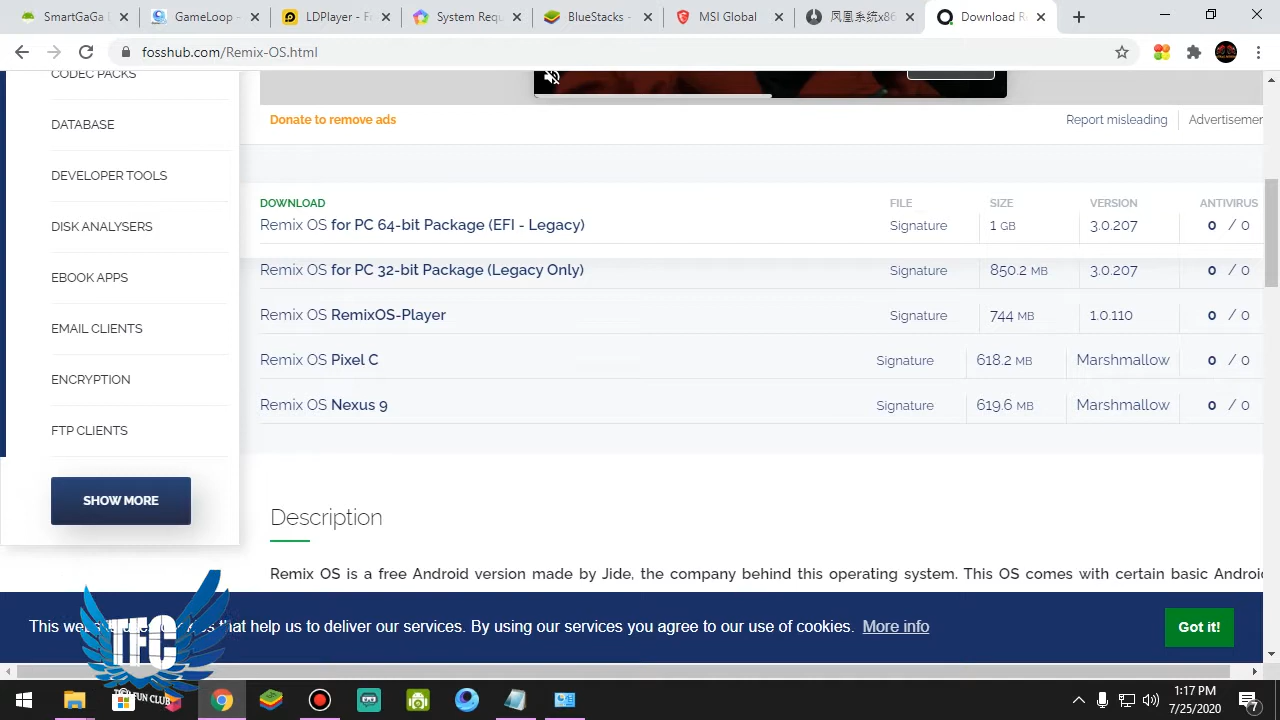 SmartGaGa
GameLoop -
LDPlayer - F
System Requ
BlueStacks -
MSI Global
凤凰系统x86
Download R
fosshub.com/Remix-OS.html
CODEC PACKS
DATABASE
DEVELOPER TOOLS
DISK ANALYSERS
EBOOK APPS
EMAIL CLIENTS
ENCRYPTION
FTP CLIENTS
SHOW MORE
Donate to remove ads
Report misleading
Advertisemen
DOWNLOAD FILE SIZE VERSION ANTIVIRUS
Remix OS for PC 64-bit Package (EFI - Legacy) Signature 1 GB 3.0.207 0 / 0
Remix OS for PC 32-bit Package (Legacy Only) Signature 850.2 MB 3.0.207 0 / 0
Remix OS RemixOS-Player Signature 744 MB 1.0.110 0 / 0
Remix OS Pixel C Signature 618.2 MB Marshmallow 0 / 0
Remix OS Nexus 9 Signature 619.6 MB Marshmallow 0 / 0
Description
Remix OS is a free Android version made by Jide, the company behind this operating system. This OS comes with certain basic Androi
This that help us to deliver our services. By using our services you agree to our use of cookies. More info
Got it!
TFC
FUN CLUB
1:17 PM
7/25/2020
7